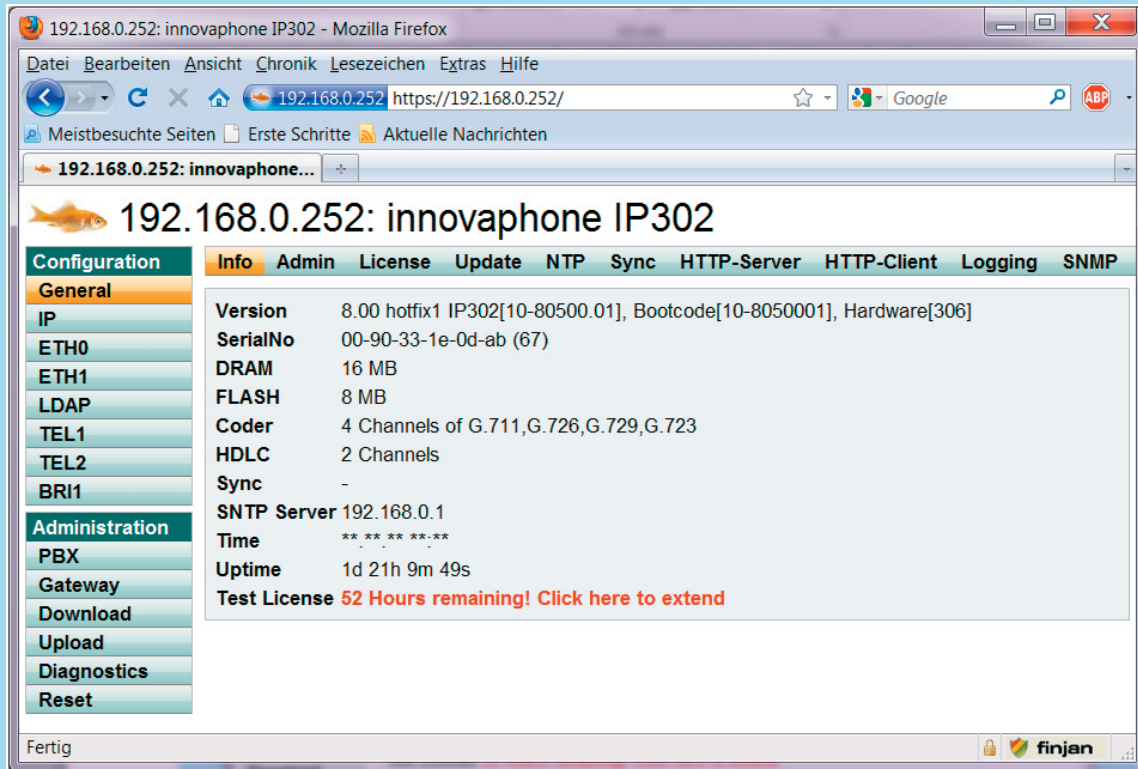 192.168.0.252: innovaphone IP302 - Mozilla Firefox
Datei Bearbeiten Ansicht Chronik Lesezeichen Extras Hilfe
192.168.0.252 https://192.168.0.252/ Google ABP
Meistbesuchte Seiten Erste Schritte Aktuelle Nachrichten
192.168.0.252: innovaphone...
192.168.0.252: innovaphone IP302
Configuration
General
IP
ETH0
ETH1
LDAP
TEL1
TEL2
BRI1
Administration
PBX
Gateway
Download
Upload
Diagnostics
Reset
Info Admin License Update NTP Sync HTTP-Server HTTP-Client Logging SNMP
Version 8.00 hotfix1 IP302[10-80500.01], Bootcode[10-8050001], Hardware[306]
SerialNo 00-90-33-1e-0d-ab (67)
DRAM 16 MB
FLASH 8 MB
Coder 4 Channels of G.711,G.726,G.729,G.723
HDLC 2 Channels
Sync -
SNTP Server 192.168.0.1
Time **.**.** **:**
Uptime 1d 21h 9m 49s
Test License 52 Hours remaining! Click here to extend
Fertig
finjan